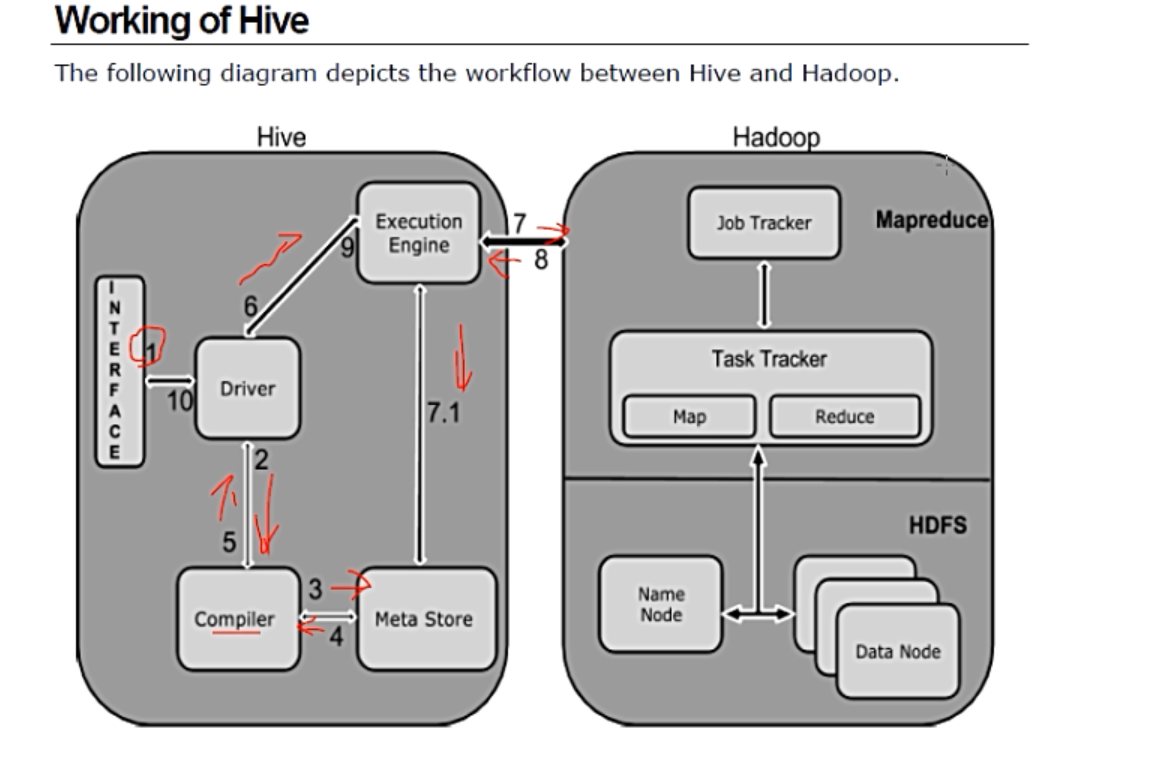 Working of Hive
The following diagram depicts the workflow between Hive and Hadoop.
Hive
Hadoop
Execution
Engine
9
7
8
Job Tracker
Mapreduce
INTERFACE
1
10
6
Driver
7.1
Task Tracker
Map
Reduce
2
5
HDFS
Compiler
3
4
Meta Store
Name
Node
Data Node